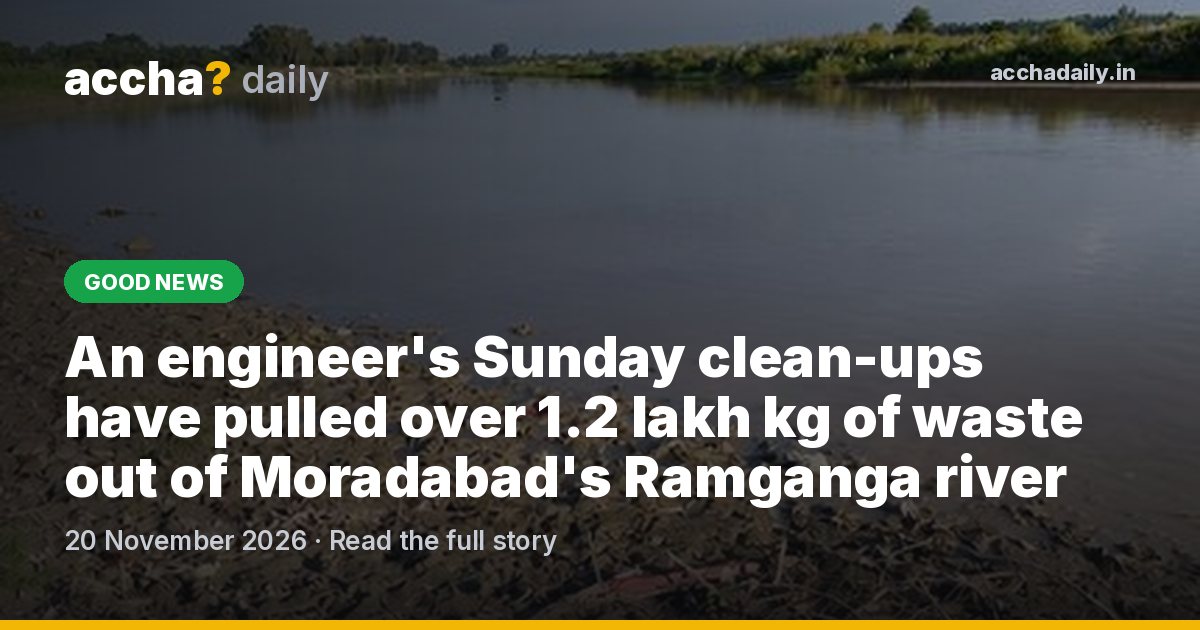 accha? daily
acchadaily.in
GOOD NEWS
An engineer's Sunday clean-ups
have pulled over 1.2 lakh kg of waste
out of Moradabad's Ramganga river
20 November 2026 · Read the full story